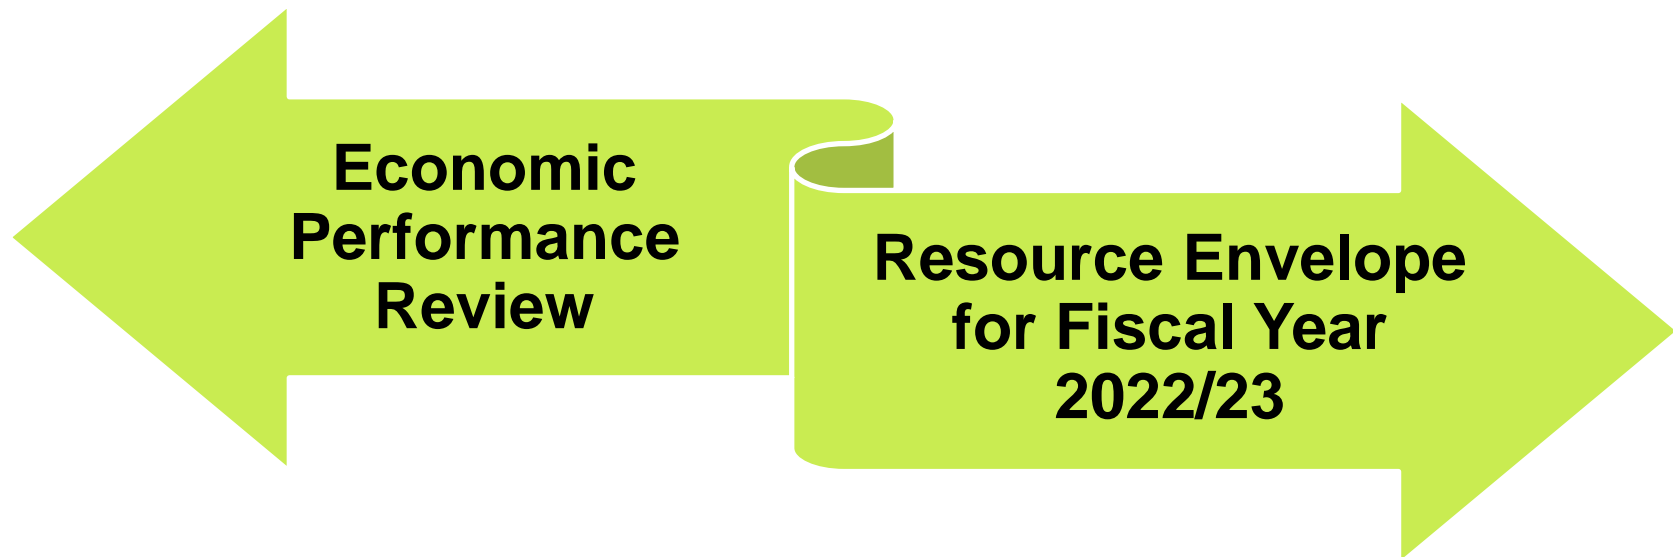 Economic
Performance
Review
Resource Envelope
for Fiscal Year
2022/23